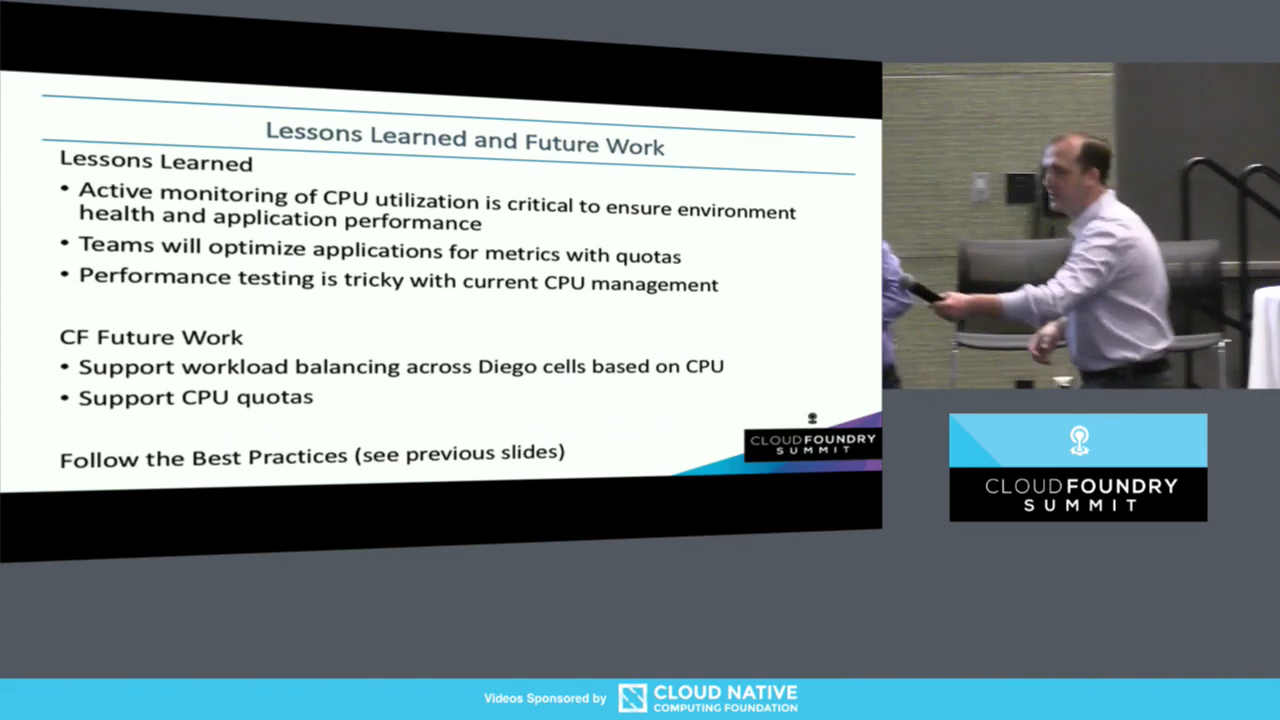 Lessons Learned and Future Work
Lessons Learned
• Active monitoring of CPU utilization is critical to ensure environment
health and application performance
• Teams will optimize applications for metrics with quotas
• Performance testing is tricky with current CPU management
CF Future Work
• Support workload balancing across Diego cells based on CPU
• Support CPU quotas
Follow the Best Practices (see previous slides)
CLOUDFOUNDRY
SUMMIT
CLOUDFOUNDRY
SUMMIT
Videos Sponsored by
CLOUD NATIVE
COMPUTING FOUNDATION